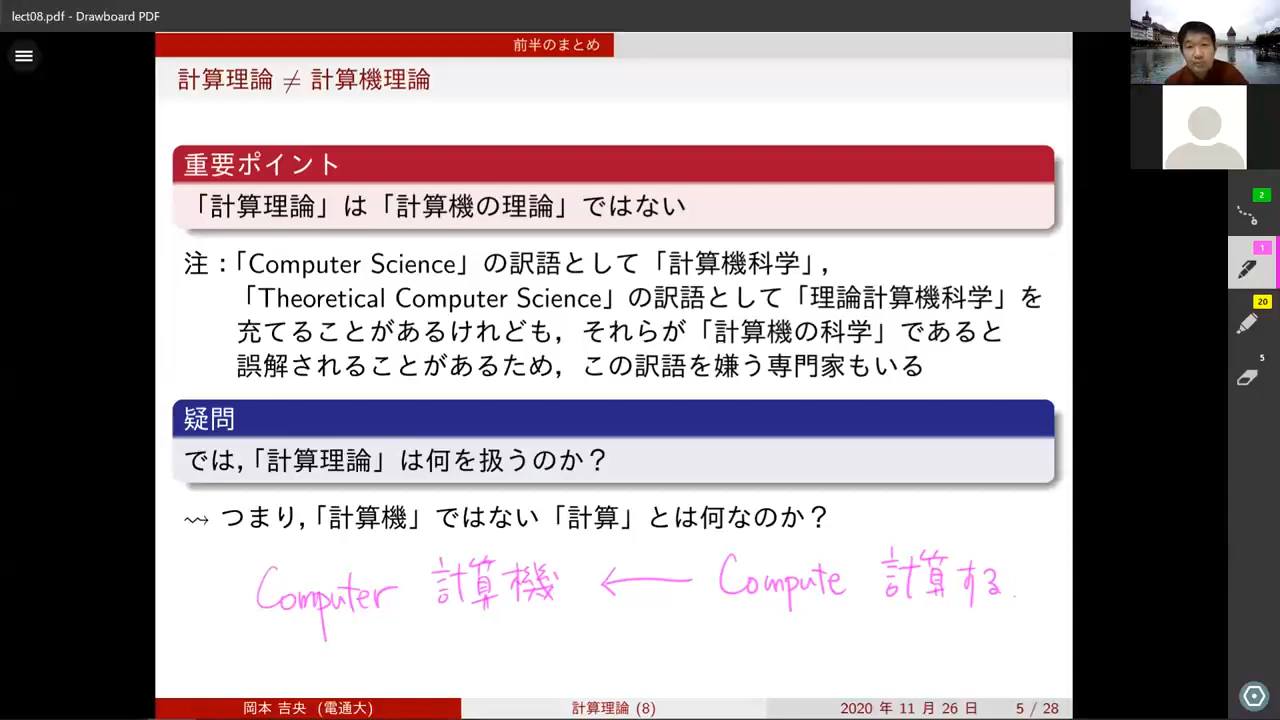 lect08.pdf - Drawboard PDF
前半のまとめ
計算理論 ≠ 計算機理論
重要ポイント
「計算理論」は「計算機の理論」ではない
注：「Computer Science」の訳語として「計算機科学」，
「Theoretical Computer Science」の訳語として「理論計算機科学」を
充てることがあるけれども，それらが「計算機の科学」であると
誤解されることがあるため，この訳語を嫌う専門家もいる
疑問
では，「計算理論」は何を扱うのか？
⇝ つまり，「計算機」ではない「計算」とは何なのか？
Computer 計算機 ← Compute 計算する.
岡本 吉央 (電通大) 計算理論 (8) 2020 年 11 月 26 日 5 / 28
2
1
20
5